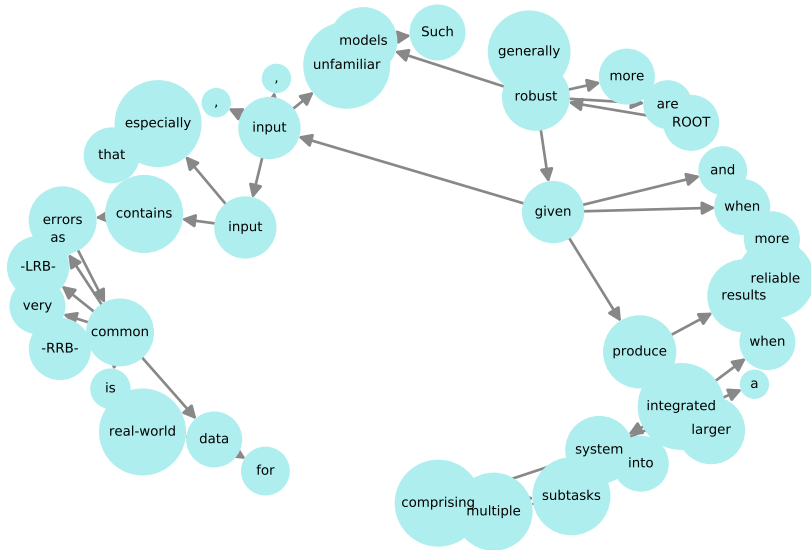 models
Such
unfamiliar
generally
more
robust
are
ROOT
,
,
input
especially
that
and
given
when
contains
input
errors
as
more
-LRB-
reliable
results
very
common
-RRB-
when
produce
is
a
integrated
real-world
data
larger
system
into
for
comprising
multiple
subtasks